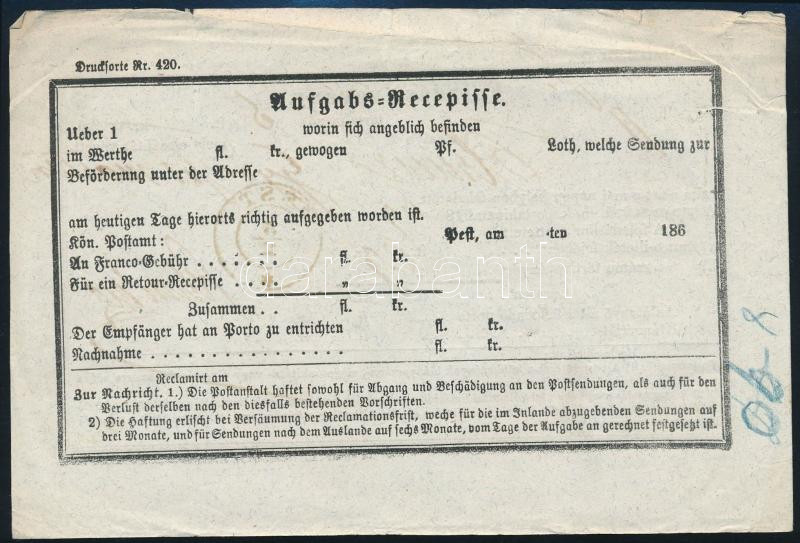 Drucksorte Nr. 420.
Aufgabs-Recepisse.
Ueber 1 worin sich angeblich befinden
im Werthe fl. kr., gewogen Pf. Loth, welche Sendung zur
Beförderung unter der Adresse
am heutigen Tage hierorts richtig aufgegeben worden ist.
Kön. Postamt: Pest, am ·ten 186
An Franco-Gebühr . . . . . . . fl. kr.
Für ein Retour-Recepisse . . . . „ „
Zusammen . . fl. kr.
Der Empfänger hat an Porto zu entrichten fl. kr.
Nachnahme . . . . . . . . . . . . . . . . . fl. kr.
Reclamirt am
Zur Nachricht. 1.) Die Postanstalt haftet sowohl für Abgang und Beschädigung an den Postsendungen, als auch für den
Verlust derselben nach den diesfalls bestehenden Vorschriften.
2) Die Haftung erlischt bei Versäumung der Reclamationsfrist, weche für die im Inlande abzugebenden Sendungen auf
drei Monate, und für Sendungen nach dem Auslande auf sechs Monate, vom Tage der Aufgabe an gerechnet festgesetzt ist.
darabanth